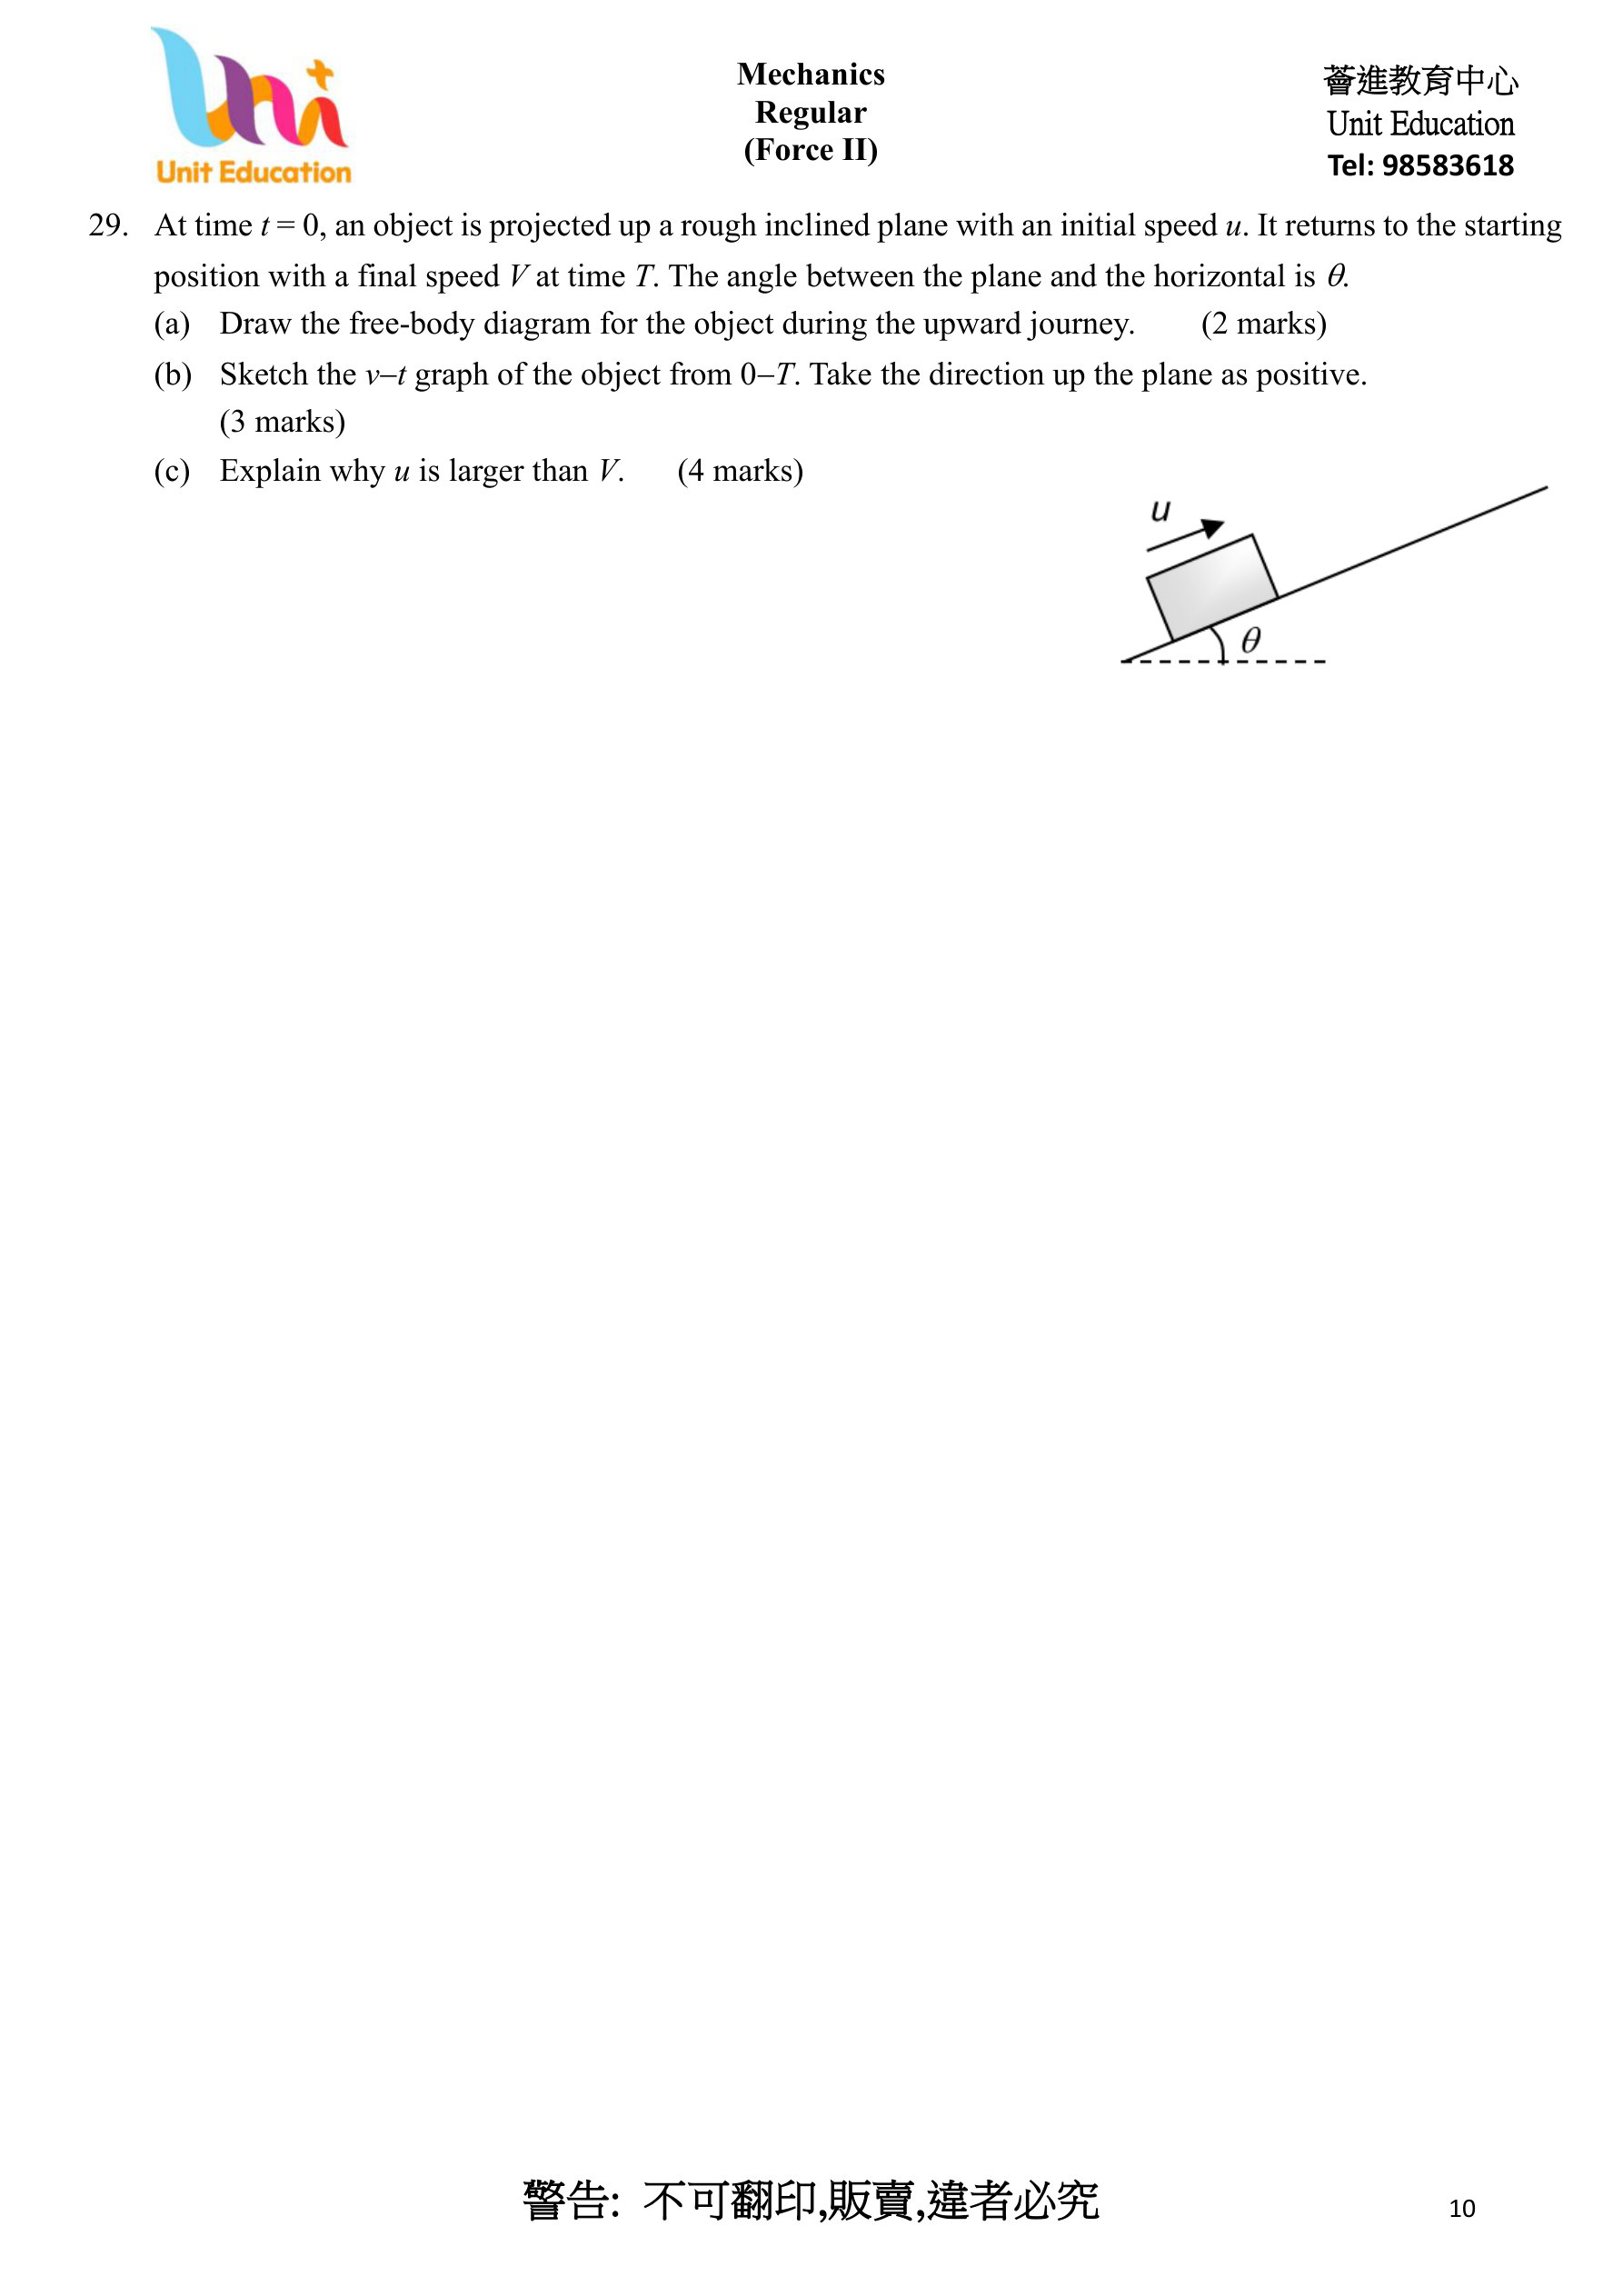 Unit Education
Mechanics
Regular
(Force II)
薈進教育中心
Unit Education
Tel: 98583618
29. At time t = 0, an object is projected up a rough inclined plane with an initial speed u. It returns to the starting
position with a final speed V at time T. The angle between the plane and the horizontal is θ.
(a) Draw the free-body diagram for the object during the upward journey. (2 marks)
(b) Sketch the v–t graph of the object from 0–T. Take the direction up the plane as positive.
(3 marks)
(c) Explain why u is larger than V. (4 marks)
u
θ
警告: 不可翻印,販賣,違者必究
10